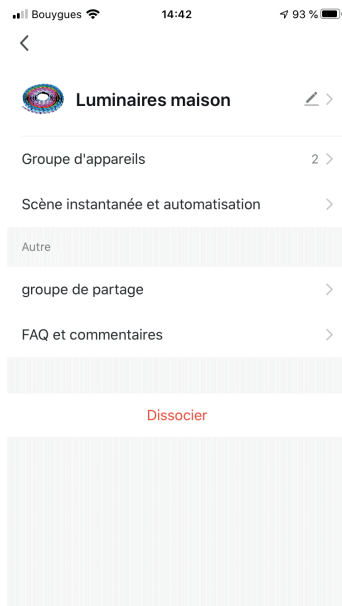 Bouygues 14:42 93 %
Luminaires maison
Groupe d'appareils 2
Scène instantanée et automatisation
Autre
groupe de partage
FAQ et commentaires
Dissocier